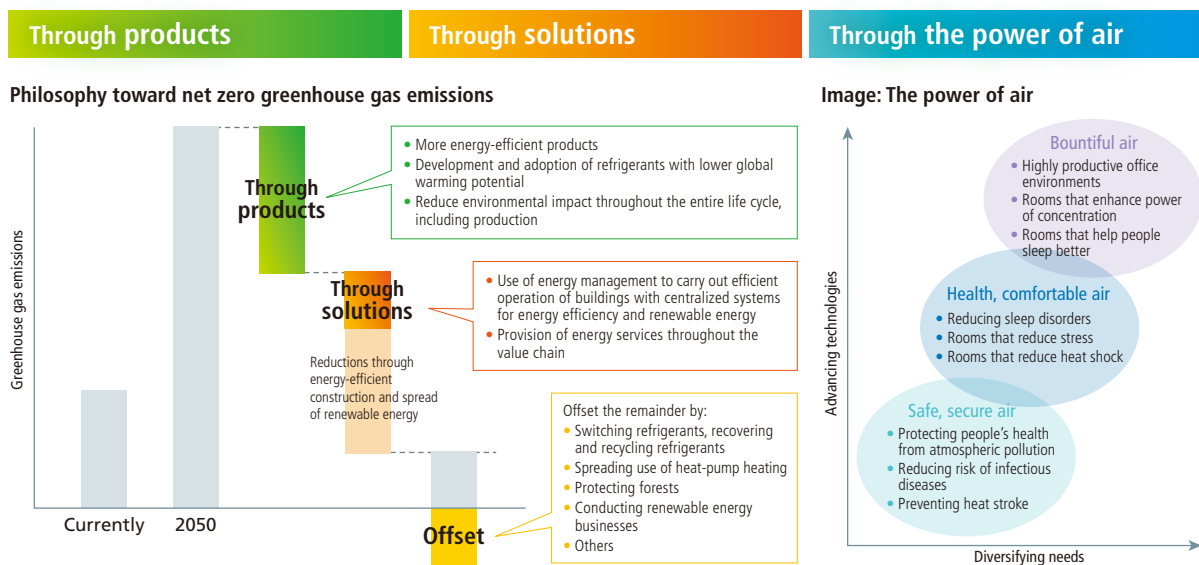 Through products
Through solutions
Through the power of air
Philosophy toward net zero greenhouse gas emissions
Greenhouse gas emissions
Currently
2050
Through
products
• More energy-efficient products
• Development and adoption of refrigerants with lower global
warming potential
• Reduce environmental impact throughout the entire life cycle,
including production
Through
solutions
Reductions through
energy-efficient
construction and spread
of renewable energy
• Use of energy management to carry out efficient
operation of buildings with centralized systems
for energy efficiency and renewable energy
• Provision of energy services throughout the
value chain
Offset
Offset the remainder by:
• Switching refrigerants, recovering
and recycling refrigerants
• Spreading use of heat-pump heating
• Protecting forests
• Conducting renewable energy
businesses
• Others
Image: The power of air
Advancing technologies
Bountiful air
• Highly productive office
environments
• Rooms that enhance power
of concentration
• Rooms that help people
sleep better
Health, comfortable air
• Reducing sleep disorders
• Rooms that reduce stress
• Rooms that reduce heat shock
Safe, secure air
• Protecting people's health
from atmospheric pollution
• Reducing risk of infectious
diseases
• Preventing heat stroke
Diversifying needs